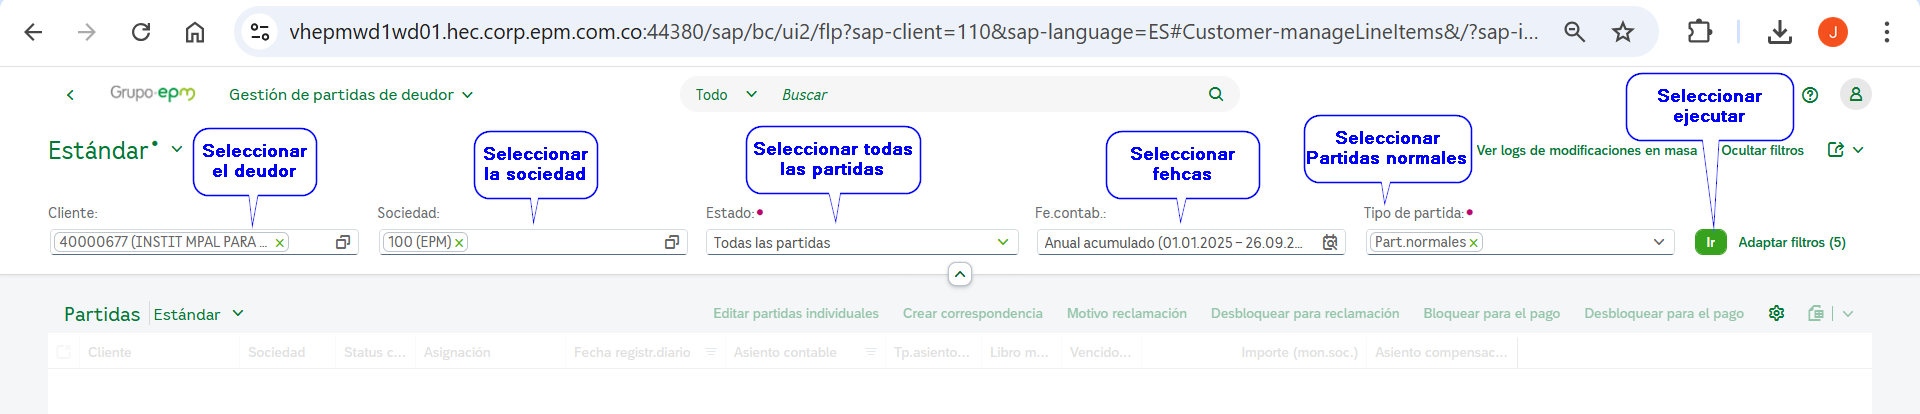 vhepmwd1wd01.hec.corp.epm.com.co:44380/sap/bc/ui2/flp?sap-client=110&sap-language=ES#Customer-manageLineItems&/?sap-i...
J
Grupo·epm
Gestión de partidas de deudor
Todo
Buscar
Seleccionar
ejecutar
Estándar*
Seleccionar
el deudor
Seleccionar
la sociedad
Seleccionar todas
las partidas
Seleccionar
fehcas
Seleccionar
Partidas normales
Ver logs de modificaciones en masa
Ocultar filtros
Cliente:
Sociedad:
Estado:
Fe.contab.:
Tipo de partida:
40000677 (INSTIT MPAL PARA ...
100 (EPM)
Todas las partidas
Anual acumulado (01.01.2025 – 26.09.2...
Part.normales
Ir
Adaptar filtros (5)
Partidas
Estándar
Editar partidas individuales
Crear correspondencia
Motivo reclamación
Desbloquear para reclamación
Bloquear para el pago
Desbloquear para el pago
Cliente
Sociedad
Status c...
Asignación
Fecha registr.diario
Asiento contable
Tp.asiento...
Libro m...
Vencido...
Importe (mon.soc.)
Asiento compensac...